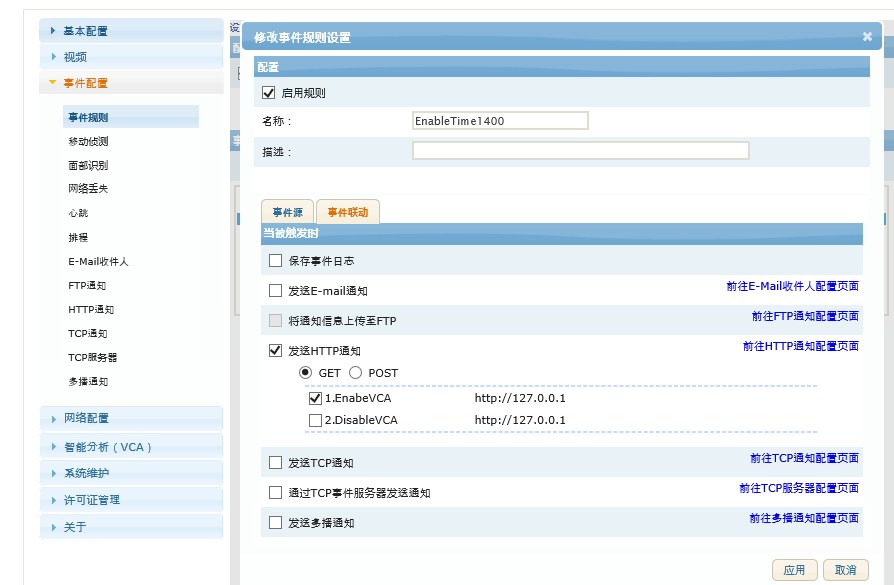 基本配置
视频
事件配置
事件规则
移动侦测
面部识别
网络丢失
心跳
排程
E-Mail收件人
FTP通知
HTTP通知
TCP通知
TCP服务器
多播通知
网络配置
智能分析（VCA）
系统维护
许可证管理
关于
设
修改事件规则设置
配置
启用规则
名称： EnableTime1400
描述：
事件源 事件联动
当被触发时
保存事件日志
发送E-mail通知 前往E-Mail收件人配置页面
将通知信息上传至FTP 前往FTP通知配置页面
发送HTTP通知 前往HTTP通知配置页面
GET POST
1.EnabeVCA http://127.0.0.1
2.DisableVCA http://127.0.0.1
发送TCP通知 前往TCP通知配置页面
通过TCP事件服务器发送通知 前往TCP服务器配置页面
发送多播通知 前往多播通知配置页面
应用 取消